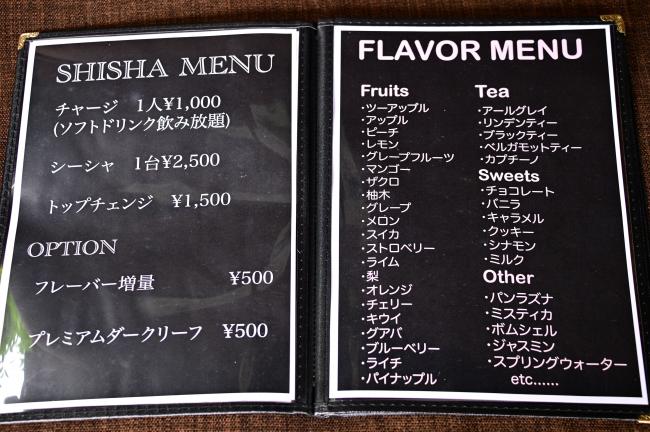 SHISHA MENU
チャージ 1人¥1,000
(ソフトドリンク飲み放題)
シーシャ 1台¥2,500
トップチェンジ ¥1,500
OPTION
フレーバー増量 ¥500
プレミアムダークリーフ ¥500
FLAVOR MENU
Fruits
・ツーアップル
・アップル
・ピーチ
・レモン
・グレープフルーツ
・マンゴー
・ザクロ
・柚木
・グレープ
・メロン
・スイカ
・ストロベリー
・ライム
・梨
・オレンジ
・チェリー
・キウイ
・グアバ
・ブルーベリー
・ライチ
・パイナップル
Tea
・アールグレイ
・リンデンティー
・ブラックティー
・ベルガモットティー
・カプチーノ
Sweets
・チョコレート
・バニラ
・キャラメル
・クッキー
・シナモン
・ミルク
Other
・パンラズナ
・ミスティカ
・ボムシェル
・ジャスミン
・スプリングウォーター
etc......